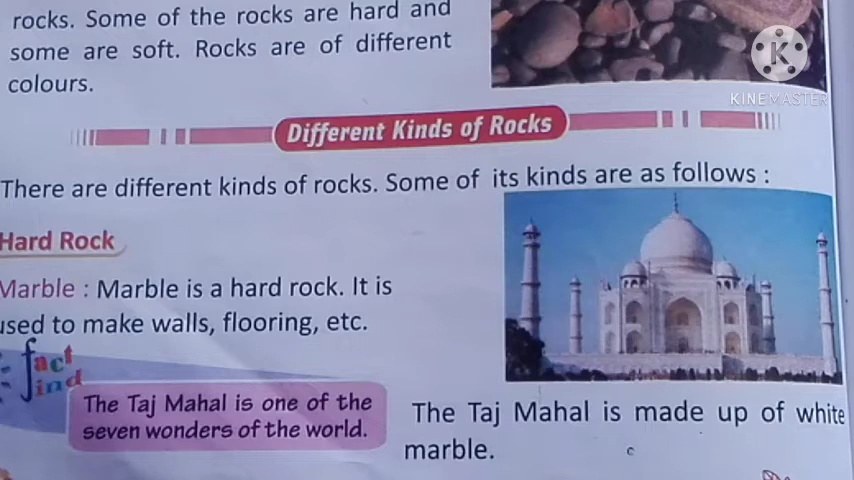 rocks. Some of the rocks are hard and
some are soft. Rocks are of different
colours.
KINEMASTER
Different Kinds of Rocks
There are different kinds of rocks. Some of its kinds are as follows :
Hard Rock
Marble : Marble is a hard rock. It is
used to make walls, flooring, etc.
fact
find
The Taj Mahal is one of the
seven wonders of the world.
The Taj Mahal is made up of white
marble.